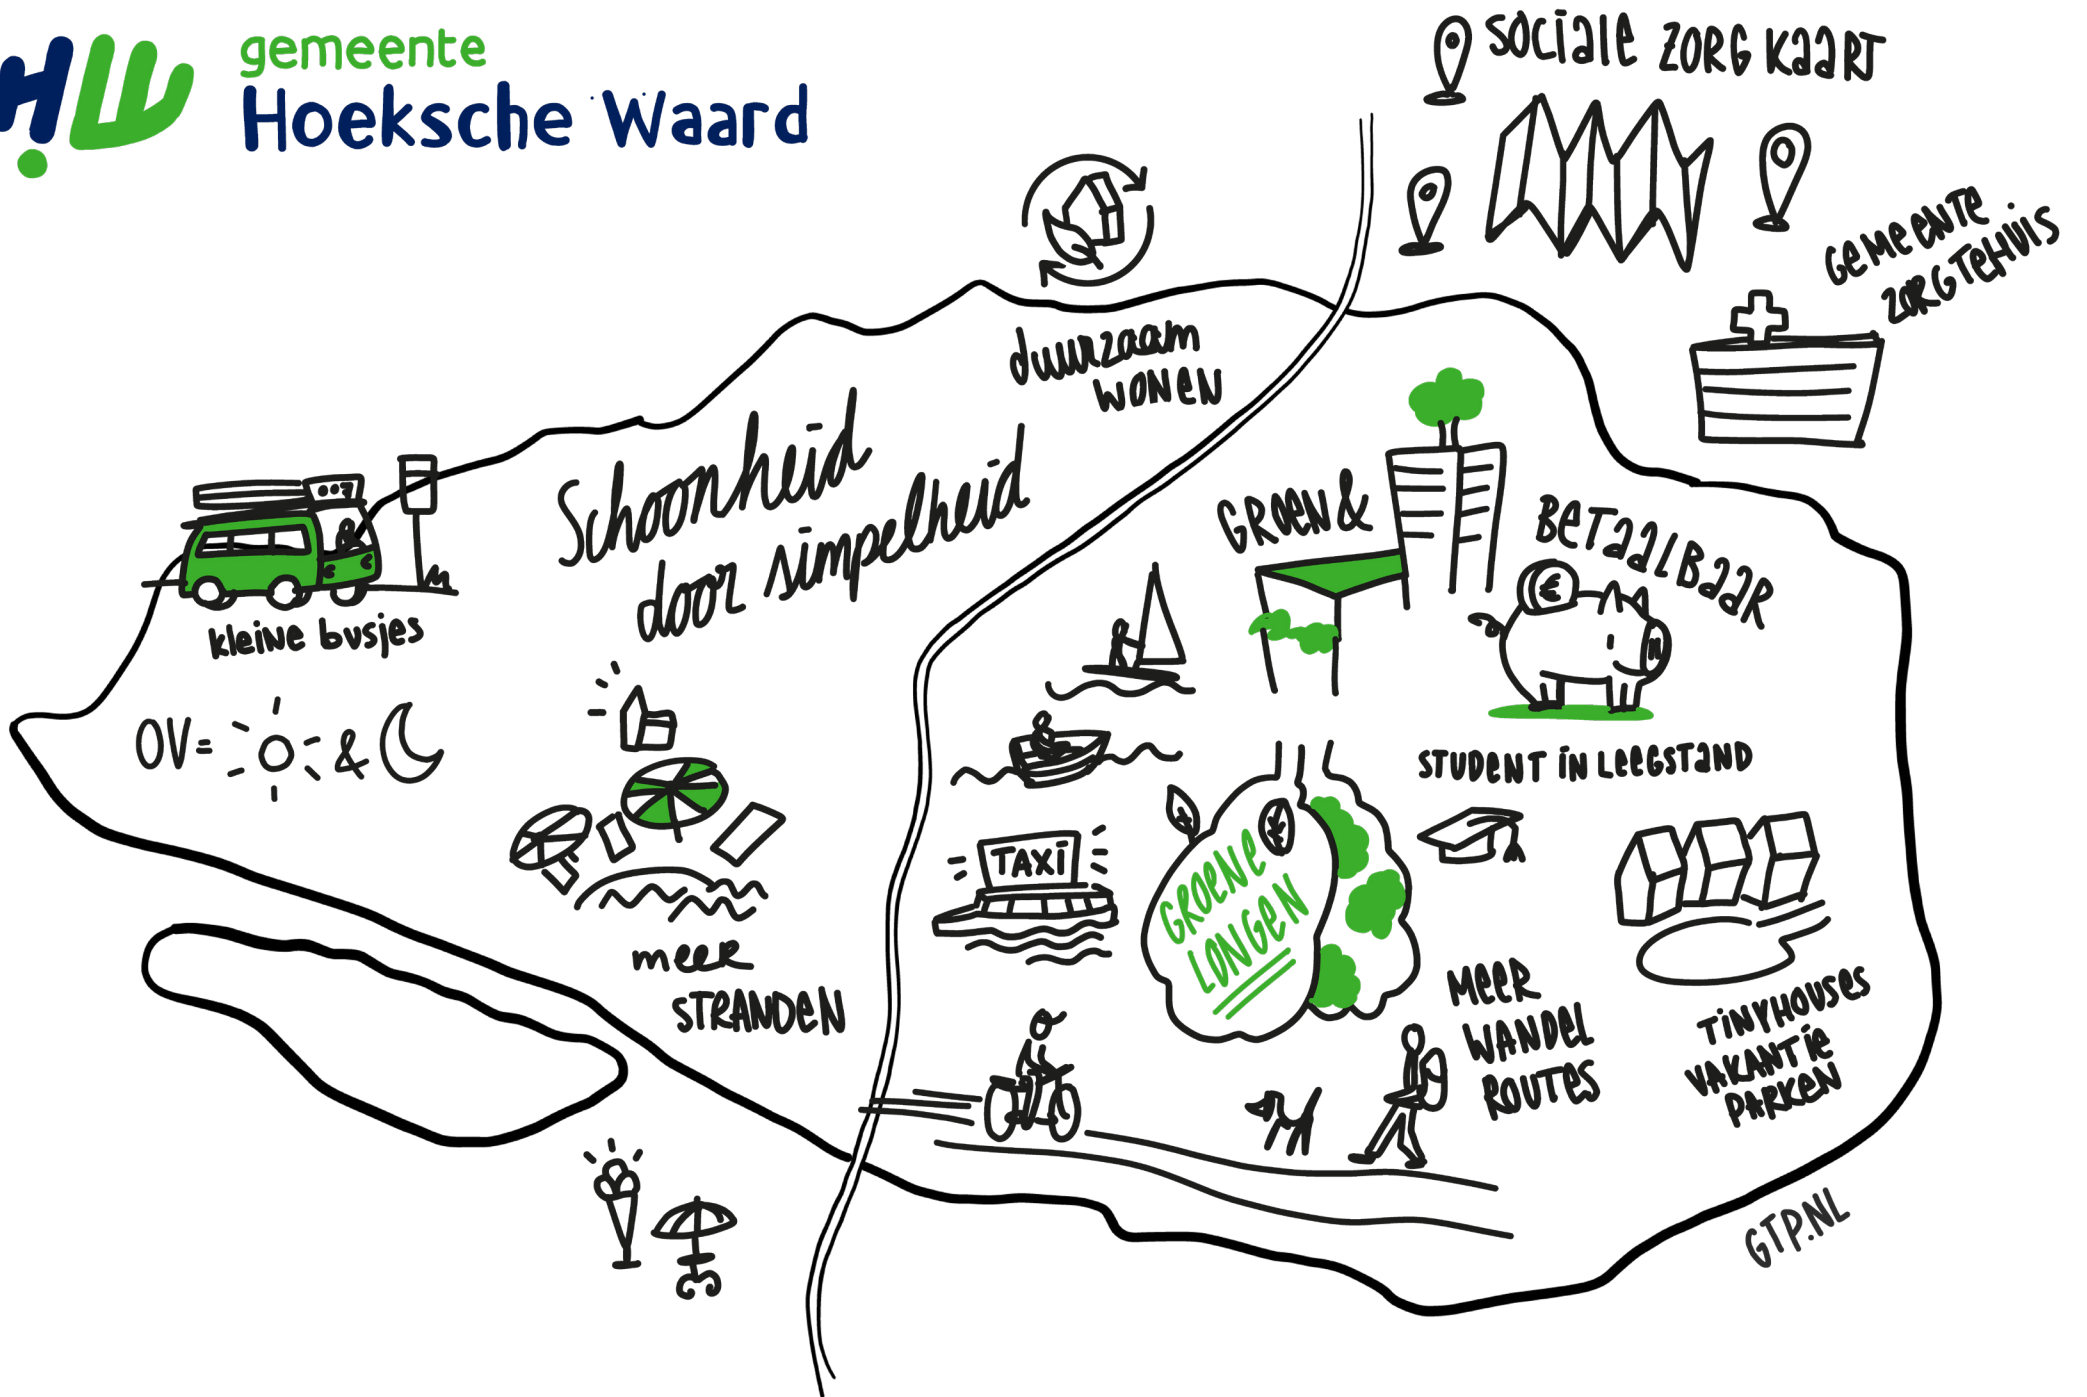 gemeente
Hoeksche Waard
SOCIALE ZORG KAART
GEMEENTE
ZORGTEHUIS
duurzaam
WONEN
Schoonheid
door simpelheid
007
kleine busjes
OV= & 
GROEN &
BETAALBAAR
€
STUDENT IN LEEGSTAND
TAXI
GROENE
LONGEN
meer
STRANDEN
MEER
WANDEL
ROUTES
TINYHOUSES
VAKANTIE
PARKEN
GTP.NL